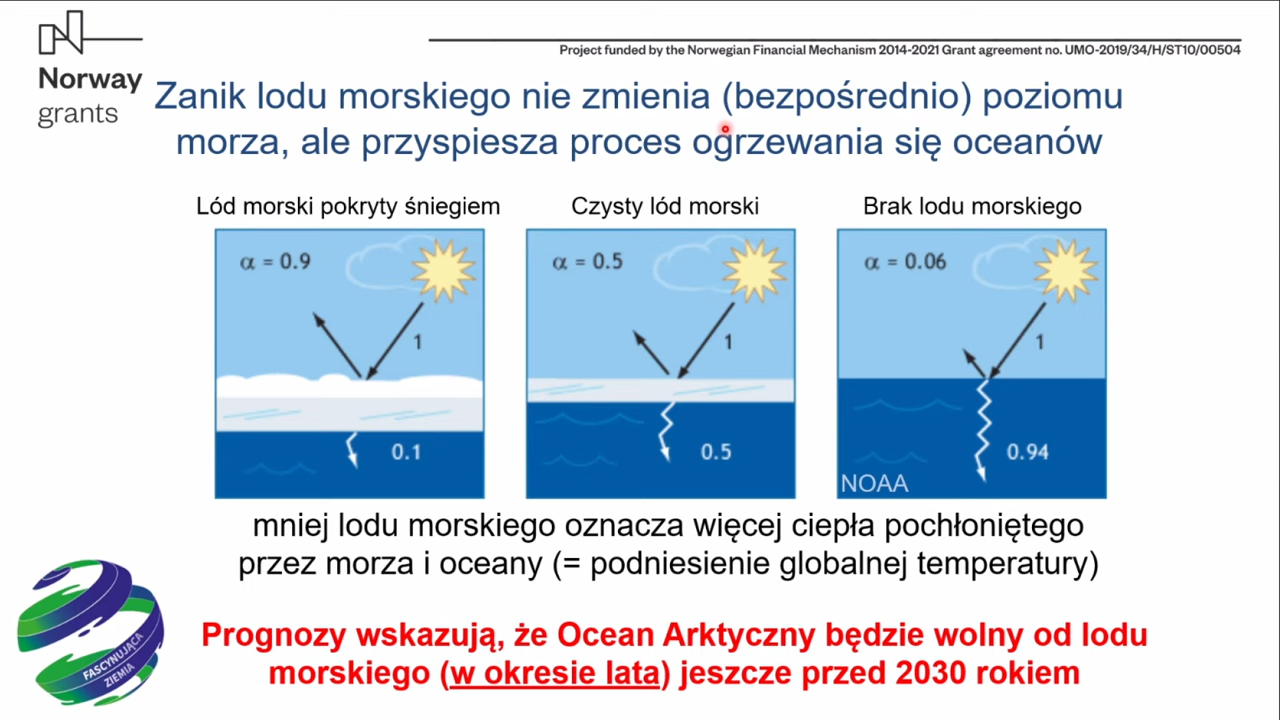 Norway
grants
Project funded by the Norwegian Financial Mechanism 2014-2021 Grant agreement no. UMO-2019/34/H/ST10/00504
Zanik lodu morskiego nie zmienia (bezpośrednio) poziomu
morza, ale przyspiesza proces ogrzewania się oceanów
Lód morski pokryty śniegiem
α = 0.9
1
0.1
Czysty lód morski
α = 0.5
1
0.5
Brak lodu morskiego
α = 0.06
1
0.94
NOAA
mniej lodu morskiego oznacza więcej ciepła pochłoniętego
przez morza i oceany (= podniesienie globalnej temperatury)
FASCYNUJĄCA
ZIEMIA
Prognozy wskazują, że Ocean Arktyczny będzie wolny od lodu
morskiego (w okresie lata) jeszcze przed 2030 rokiem